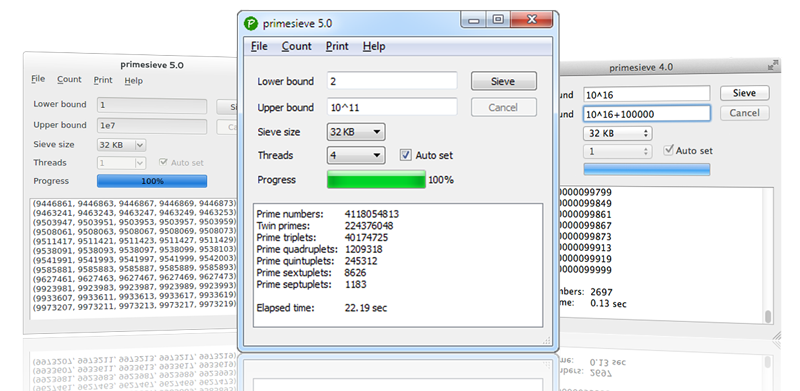 primesieve 5.0
File Count Print Help
Lower bound 1
Upper bound 1e7
Sieve size 32 KB
Threads 1 Auto set
Progress 100%
(9446861, 9446863, 9446867, 9446869, 9446873)
(9463241, 9463243, 9463247, 9463249, 9463253)
(9503947, 9503951, 9503953, 9503957, 9503959)
(9508061, 9508063, 9508067, 9508069, 9508073)
(9511417, 9511421, 9511423, 9511427, 9511429)
(9538091, 9538093, 9538097, 9538099, 9538103)
(9541991, 9541993, 9541997, 9541999, 9542003)
(9585881, 9585883, 9585887, 9585889, 9585893)
(9627461, 9627463, 9627467, 9627469, 9627473)
(9923981, 9923983, 9923987, 9923989, 9923993)
(9933607, 9933611, 9933613, 9933617, 9933619)
(9973207, 9973211, 9973213, 9973217, 9973219)
primesieve 5.0
File Count Print Help
Lower bound 2 Sieve
Upper bound 10^11 Cancel
Sieve size 32 KB
Threads 4 Auto set
Progress 100%
Prime numbers: 4118054813
Twin primes: 224376048
Prime triplets: 40174725
Prime quadruplets: 1209318
Prime quintuplets: 245312
Prime sextuplets: 8626
Prime septuplets: 1183
Elapsed time: 22.19 sec
primesieve 4.0
10^16 Sieve
10^16+100000 Cancel
32 KB
1 Auto set
0000099799
0000099849
0000099861
0000099867
0000099873
0000099913
0000099919
0000099999
2697
0.13 sec